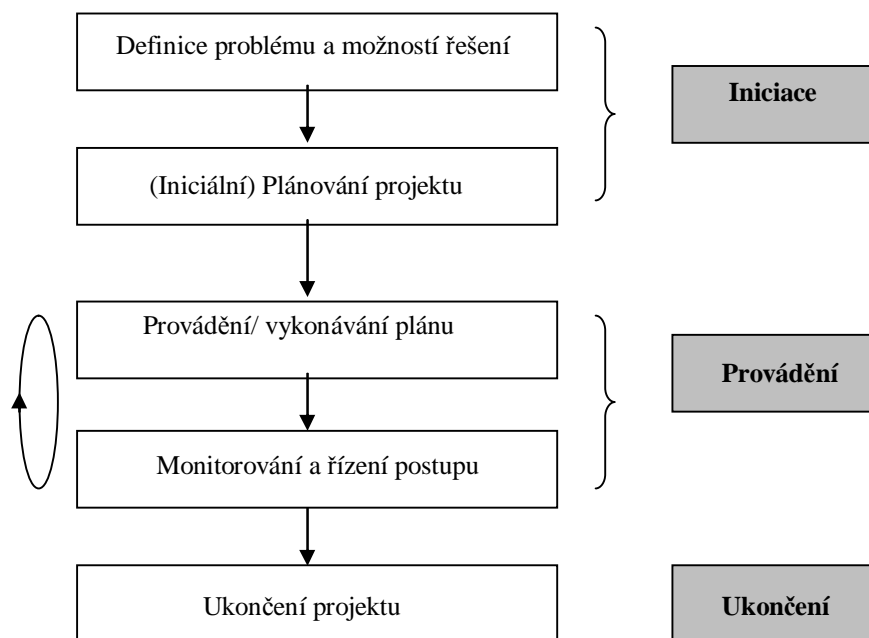 Definice problému a možností řešení
Iniciace
(Iniciální) Plánování projektu
Provádění/ vykonávání plánu
Provádění
Monitorování a řízení postupu
Ukončení projektu
Ukončení